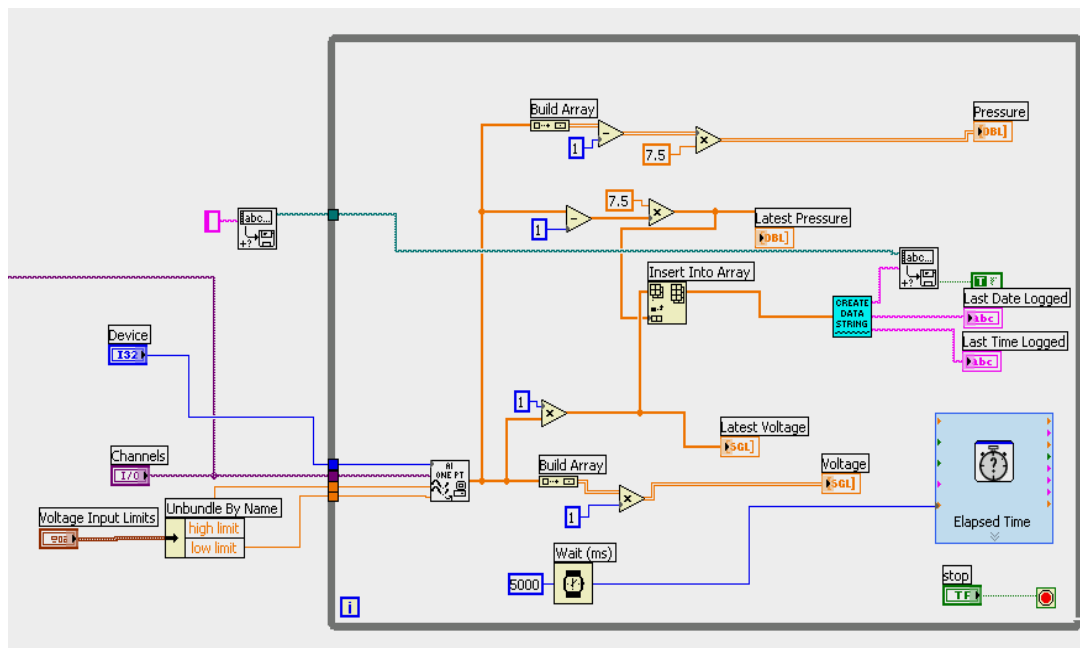 Build Array
Pressure
1
7.5
DBL]
7.5
abc...
+?
1
Latest Pressure
DBL]
abc...
+?
Insert Into Array
T F
CREATE
DATA
STRING
Last Date Logged
abc
Device
Last Time Logged
I32
abc
1
Latest Voltage
SGL]
Channels
Build Array
Voltage
I/O
AI
ONE PT
SGL]
?
Unbundle By Name
1
Voltage Input Limits
high limit
Elapsed Time
low limit
Wait (ms)
5000
stop
TF
i